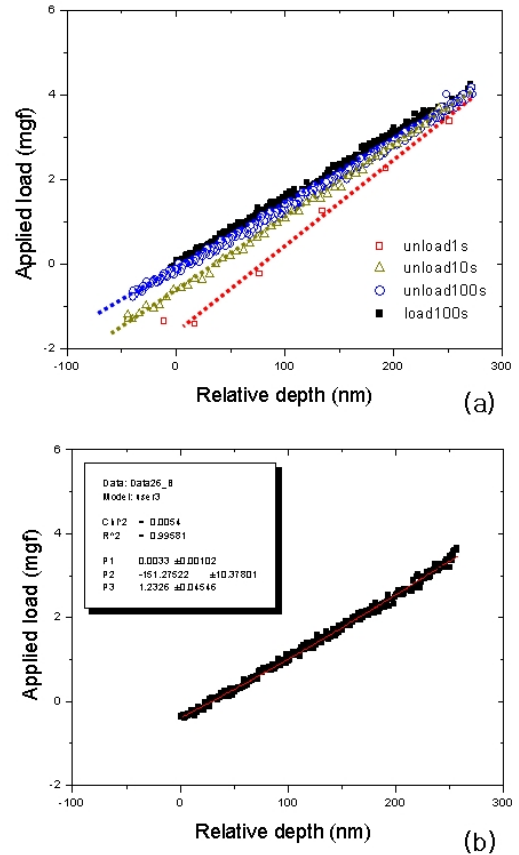 6
4
2
0
-2
Applied load (mgf)
unload1s
unload10s
unload100s
load100s
-100 0 100 200 300
Relative depth (nm)
(a)
6
4
2
0
-2
Applied load (mgf)
Data: Data25_B
Model: user3
Chi^2 = 0.0054
R^2 = 0.99581
P1 0.0033 ±0.00102
P2 -151.27522 ±10.37801
P3 1.2326 ±0.04546
-100 0 100 200 300
Relative depth (nm)
(b)